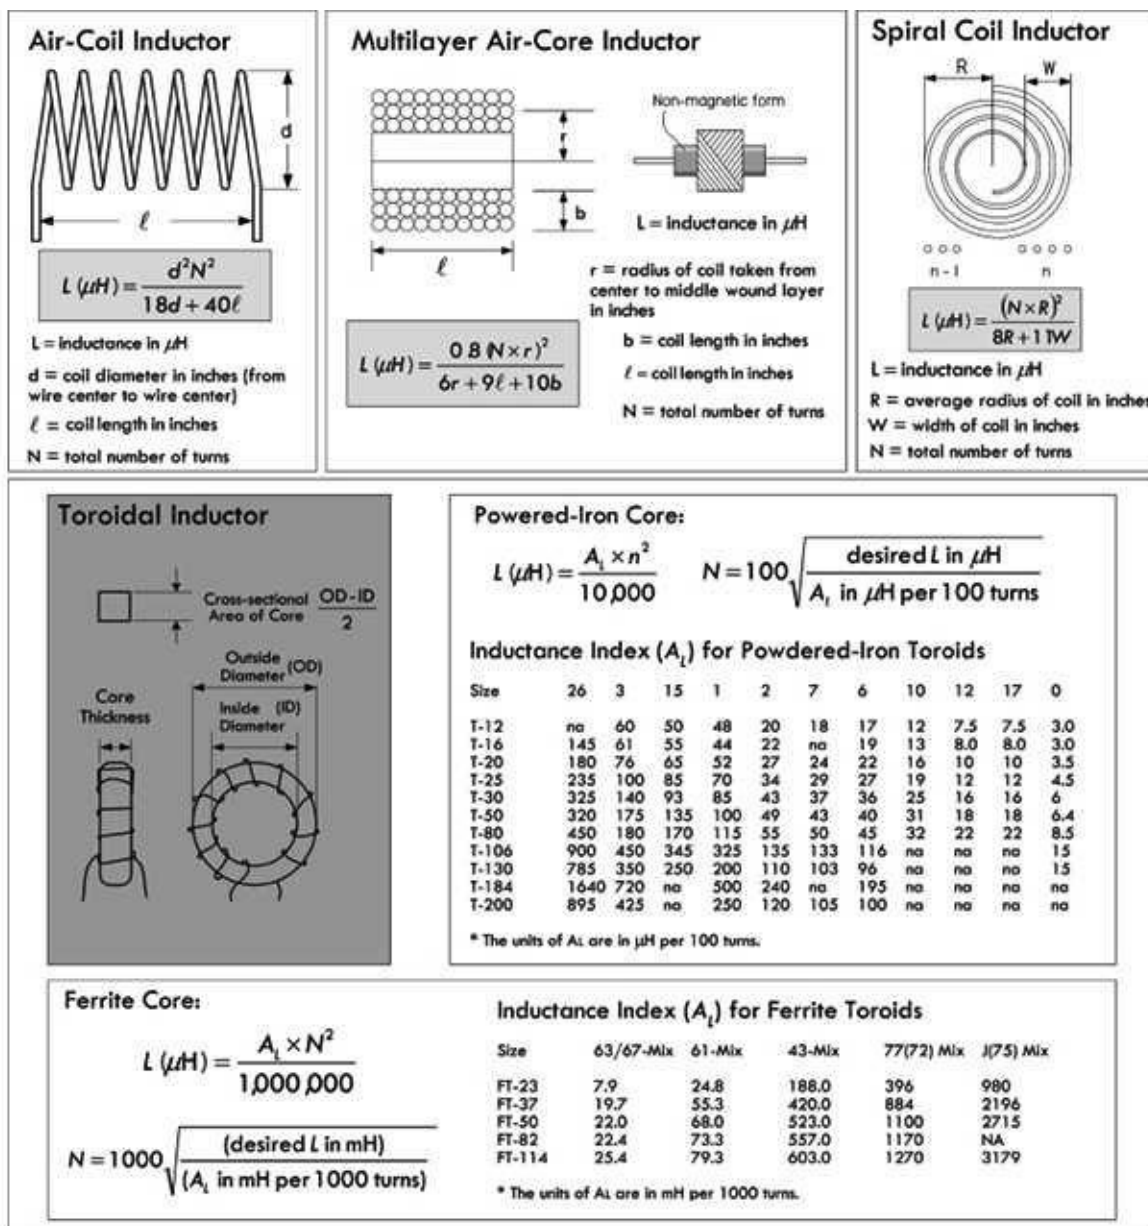 Air-Coil Inductor
d
ℓ
L (μH) = d²N² / 18d + 40ℓ
L = inductance in μH
d = coil diameter in inches (from
wire center to wire center)
ℓ = coil length in inches
N = total number of turns
Multilayer Air-Core Inductor
r
b
ℓ
Non-magnetic form
L (μH) = 0 8 (N × r)² / 6r + 9ℓ + 10b
L = inductance in μH
r = radius of coil taken from
center to middle wound layer
in inches
b = coil length in inches
ℓ = coil length in inches
N = total number of turns
Spiral Coil Inductor
R W
n - 1 n
L (μH) = (N × R)² / 8R + 11W
L = inductance in μH
R = average radius of coil in inches
W = width of coil in inches
N = total number of turns
Toroidal Inductor
Cross-sectional
Area of Core
OD - ID / 2
Outside
Diameter (OD)
Core
Thickness
Inside (ID)
Diameter
Powered-Iron Core:
L (μH) = A_L × n² / 10,000
N = 100 √ desired L in μH / A_L in μH per 100 turns
Inductance Index (A_L) for Powdered-Iron Toroids
Size 26 3 15 1 2 7 6 10 12 17 0
T-12 na 60 50 48 20 18 17 12 7.5 7.5 3.0
T-16 145 61 55 44 22 na 19 13 8.0 8.0 3.0
T-20 180 76 65 52 27 24 22 16 10 10 3.5
T-25 235 100 85 70 34 29 27 19 12 12 4.5
T-30 325 140 93 85 43 37 36 25 16 16 6
T-50 320 175 135 100 49 43 40 31 18 18 6.4
T-80 450 180 170 115 55 50 45 32 22 22 8.5
T-106 900 450 345 325 135 133 116 na na na 15
T-130 785 350 250 200 110 103 96 na na na 15
T-184 1640 720 na 500 240 na 195 na na na na
T-200 895 425 na 250 120 105 100 na na na na
* The units of AL are in μH per 100 turns.
Ferrite Core:
L (μH) = A_L × N² / 1,000,000
N = 1000 √ (desired L in mH) / (A_L in mH per 1000 turns)
Inductance Index (A_L) for Ferrite Toroids
Size 63/67-Mix 61-Mix 43-Mix 77(72) Mix J(75) Mix
FT-23 7.9 24.8 188.0 396 980
FT-37 19.7 55.3 420.0 884 2196
FT-50 22.0 68.0 523.0 1100 2715
FT-82 22.4 73.3 557.0 1170 NA
FT-114 25.4 79.3 603.0 1270 3179
* The units of AL are in mH per 1000 turns.